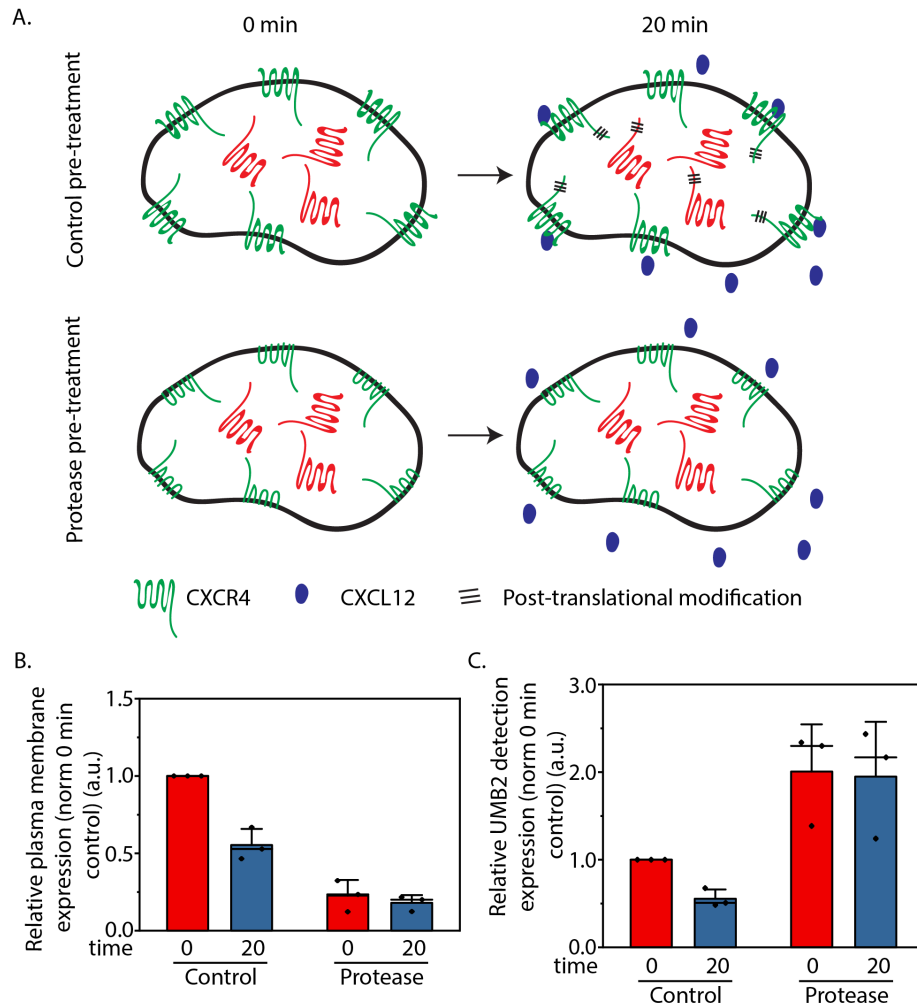 A.
0 min
20 min
Control pre-treatment
Protease pre-treatment
CXCR4
CXCL12
Post-translational modification
B.
Relative plasma membrane
expression (norm 0 min
control) (a.u.)
1.5
1.0
0.5
0.0
time
0
20
0
20
Control
Protease
C.
Relative UMB2 detection
expression (norm 0 min
control) (a.u.)
3.0
2.0
1.0
0.0
time
0
20
0
20
Control
Protease